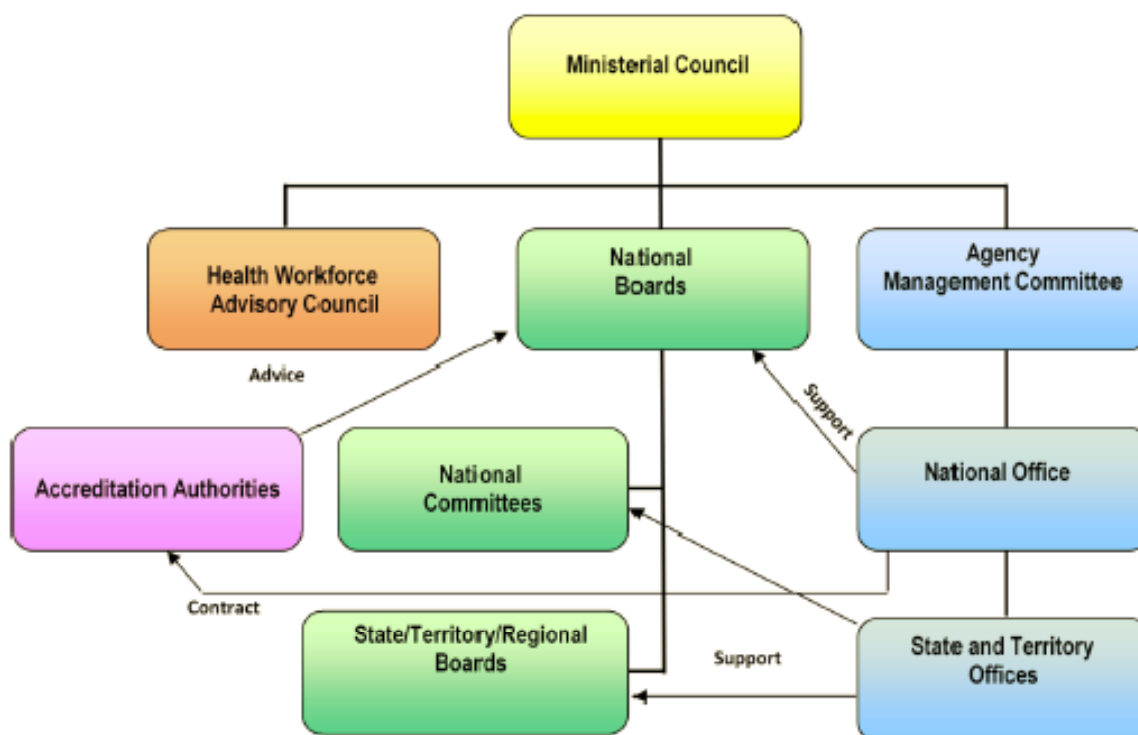 Ministerial Council
Health Workforce
Advisory Council
National
Boards
Agency
Management Committee
Advice
Support
Accreditation Authorities
National
Committees
National Office
Contract
State/Territory/Regional
Boards
Support
State and Territory
Offices